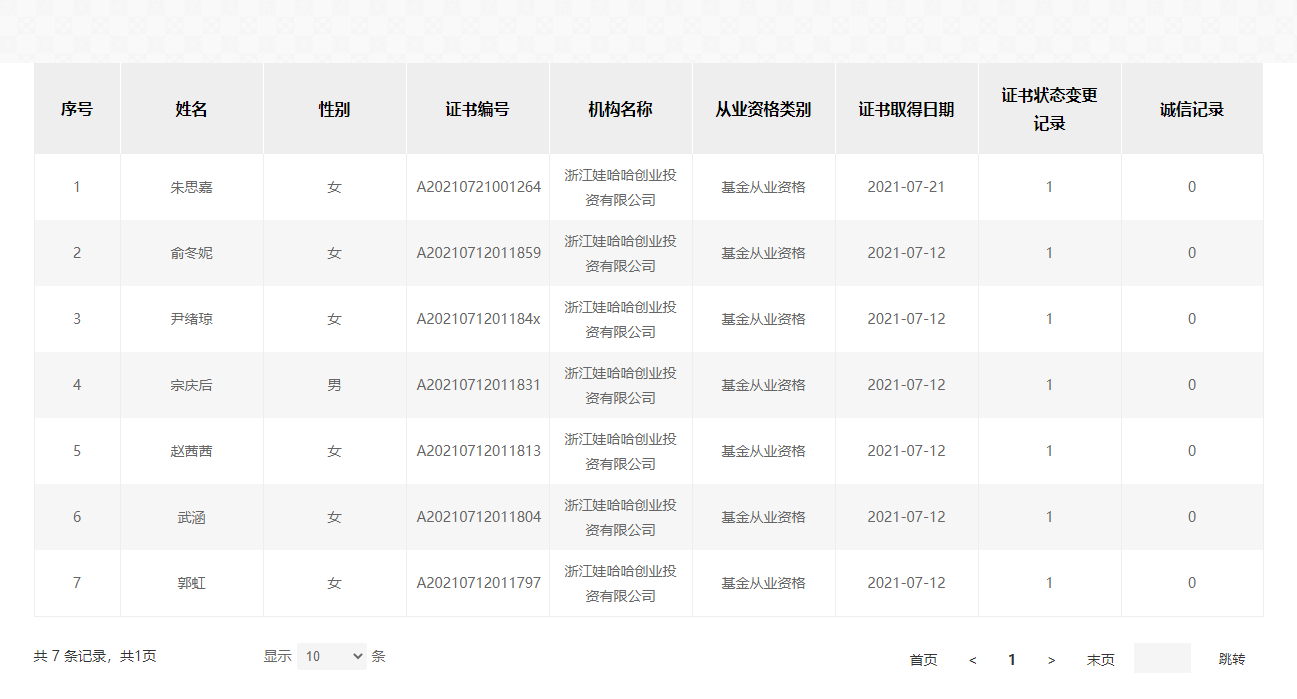 序号 姓名 性别 证书编号 机构名称 从业资格类别 证书取得日期 证书状态变更 诚信记录
记录
1 朱思嘉 女 A20210721001264 浙江娃哈哈创业投 基金从业资格 2021-07-21 1 0
资有限公司
2 俞冬妮 女 A20210712011859 浙江娃哈哈创业投 基金从业资格 2021-07-12 1 0
资有限公司
3 尹绪琼 女 A2021071201184x 浙江娃哈哈创业投 基金从业资格 2021-07-12 1 0
资有限公司
4 宗庆后 男 A20210712011831 浙江娃哈哈创业投 基金从业资格 2021-07-12 1 0
资有限公司
5 赵茜茜 女 A20210712011813 浙江娃哈哈创业投 基金从业资格 2021-07-12 1 0
资有限公司
6 武涵 女 A20210712011804 浙江娃哈哈创业投 基金从业资格 2021-07-12 1 0
资有限公司
7 郭虹 女 A20210712011797 浙江娃哈哈创业投 基金从业资格 2021-07-12 1 0
资有限公司
共 7 条记录，共1页 显示 10 条 首页 < 1 > 末页 跳转